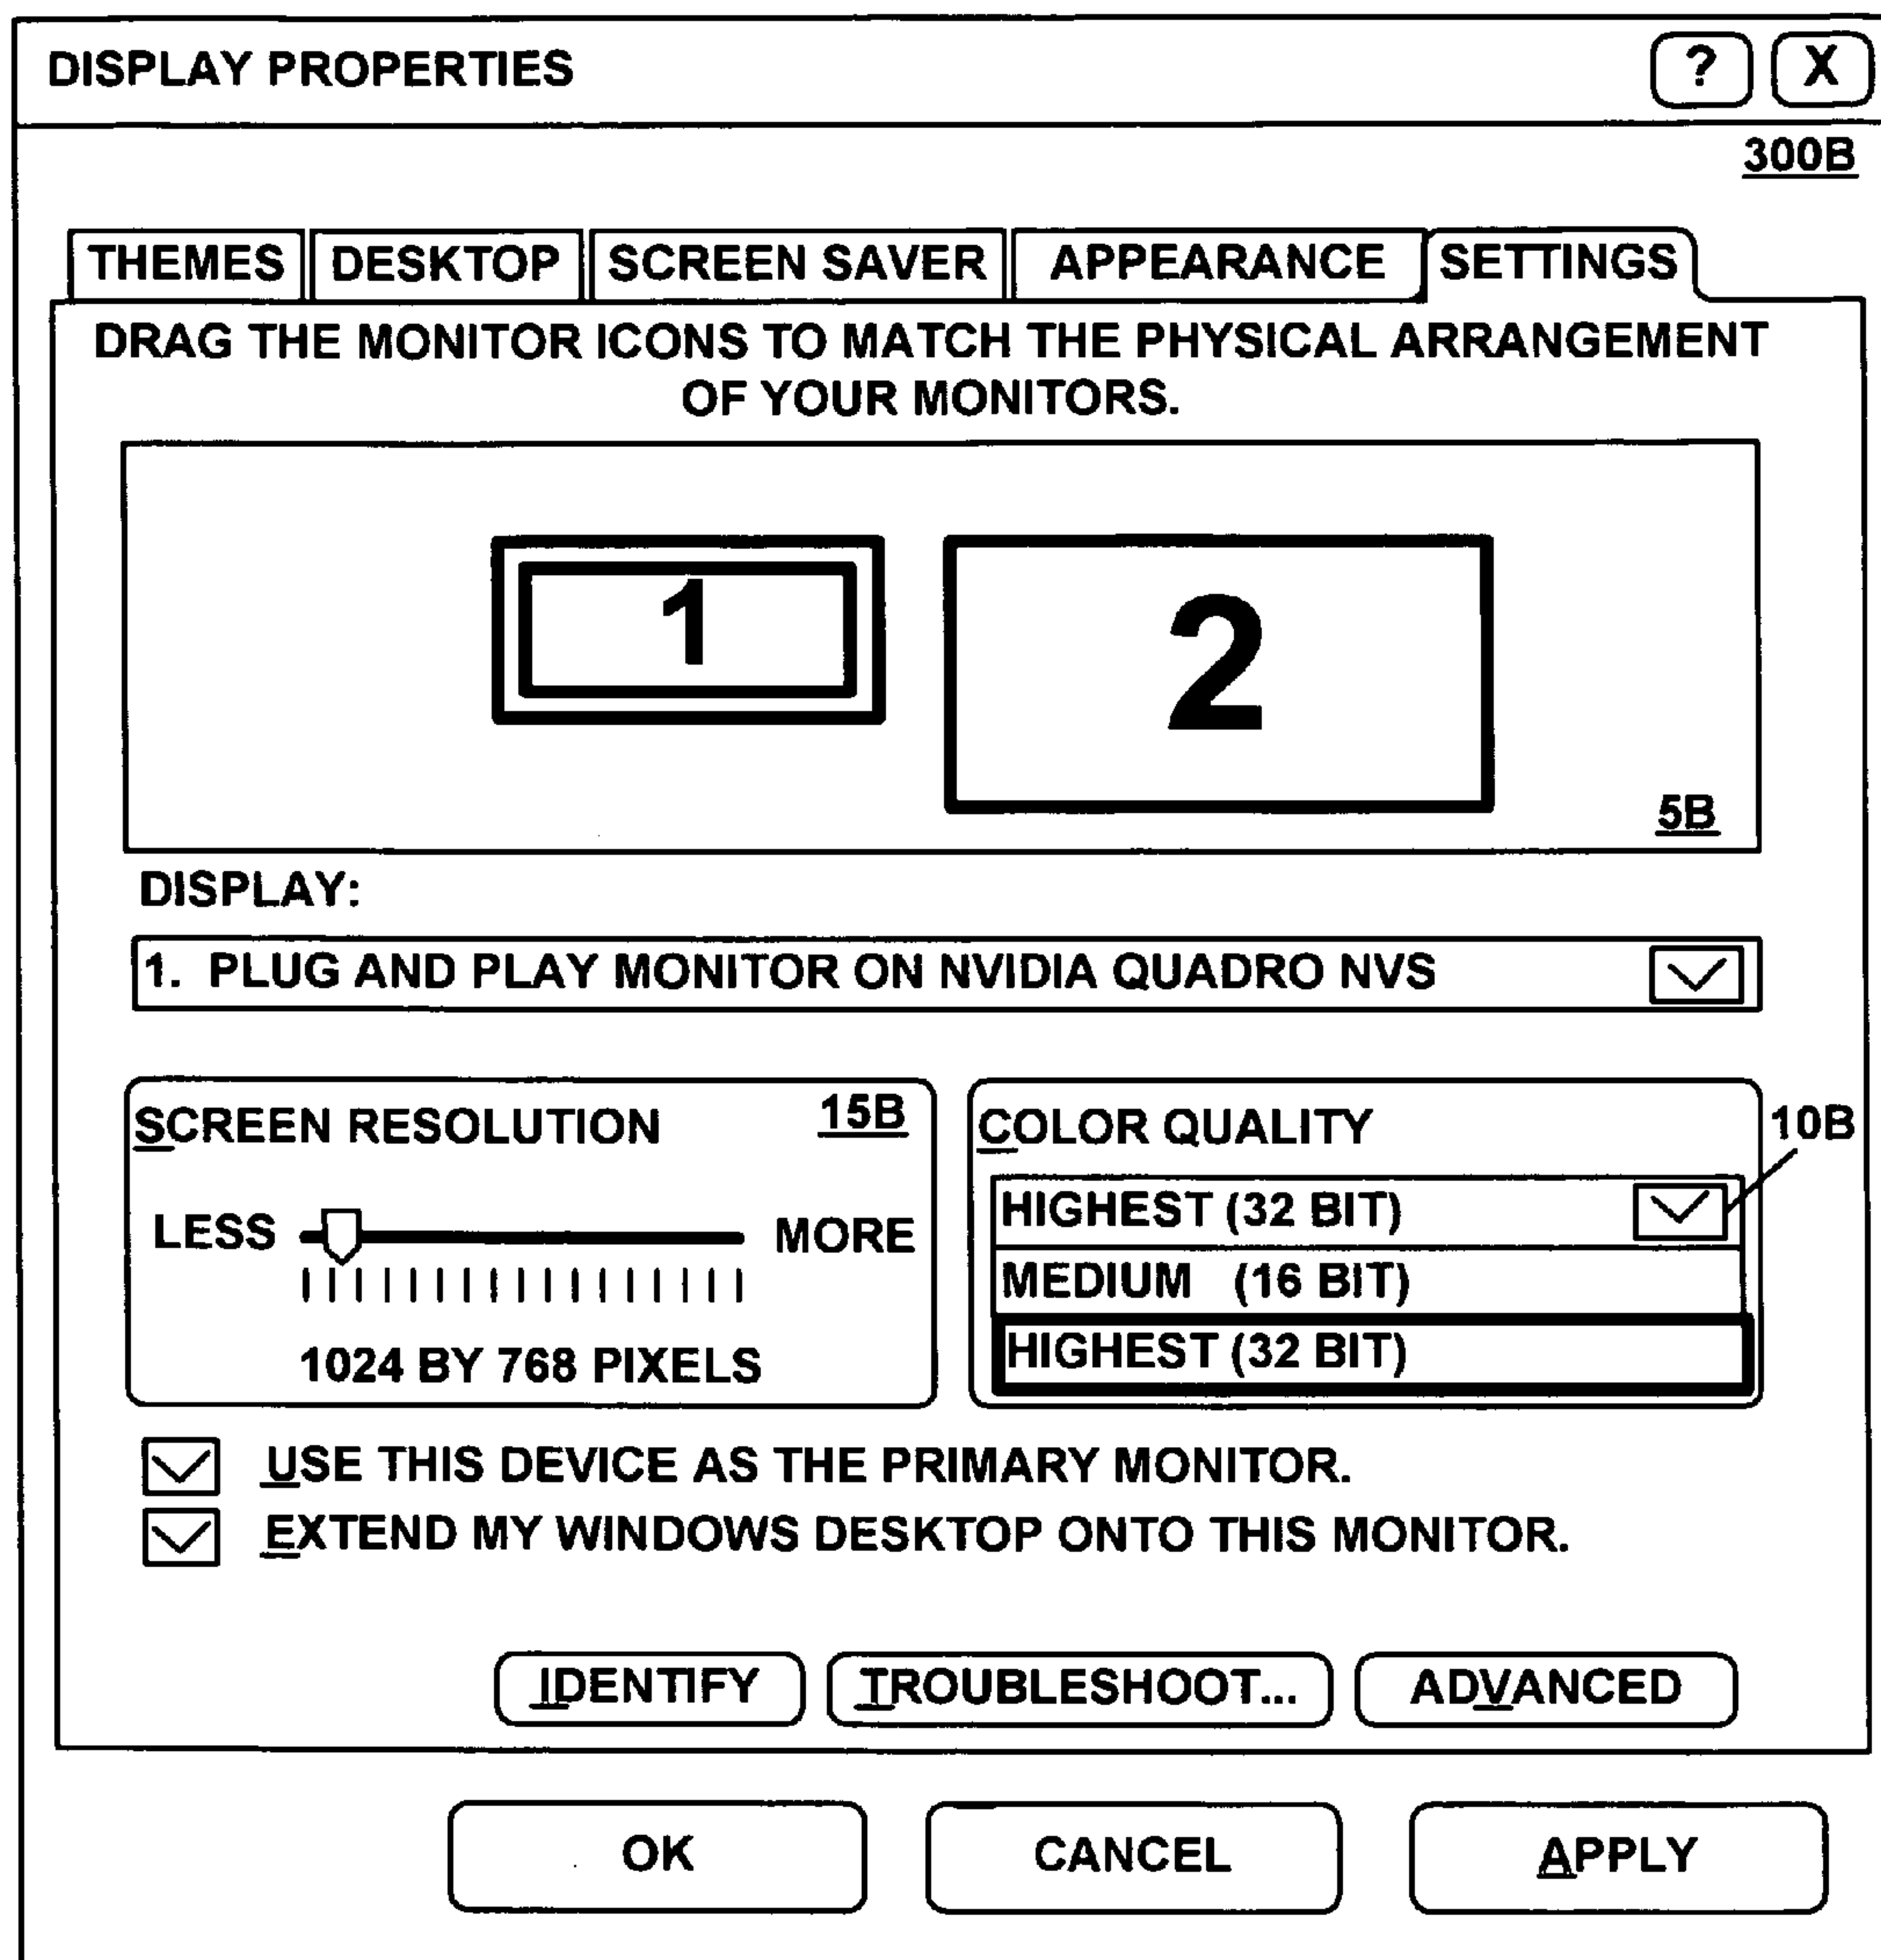 DISPLAY PROPERTIES ? X
300B
THEMES DESKTOP SCREEN SAVER APPEARANCE SETTINGS
DRAG THE MONITOR ICONS TO MATCH THE PHYSICAL ARRANGEMENT
OF YOUR MONITORS.
1 2
5B
DISPLAY:
1. PLUG AND PLAY MONITOR ON NVIDIA QUADRO NVS
SCREEN RESOLUTION 15B
LESS MORE
1024 BY 768 PIXELS
COLOR QUALITY 10B
HIGHEST (32 BIT)
MEDIUM (16 BIT)
HIGHEST (32 BIT)
USE THIS DEVICE AS THE PRIMARY MONITOR.
EXTEND MY WINDOWS DESKTOP ONTO THIS MONITOR.
IDENTIFY TROUBLESHOOT... ADVANCED
OK CANCEL APPLY